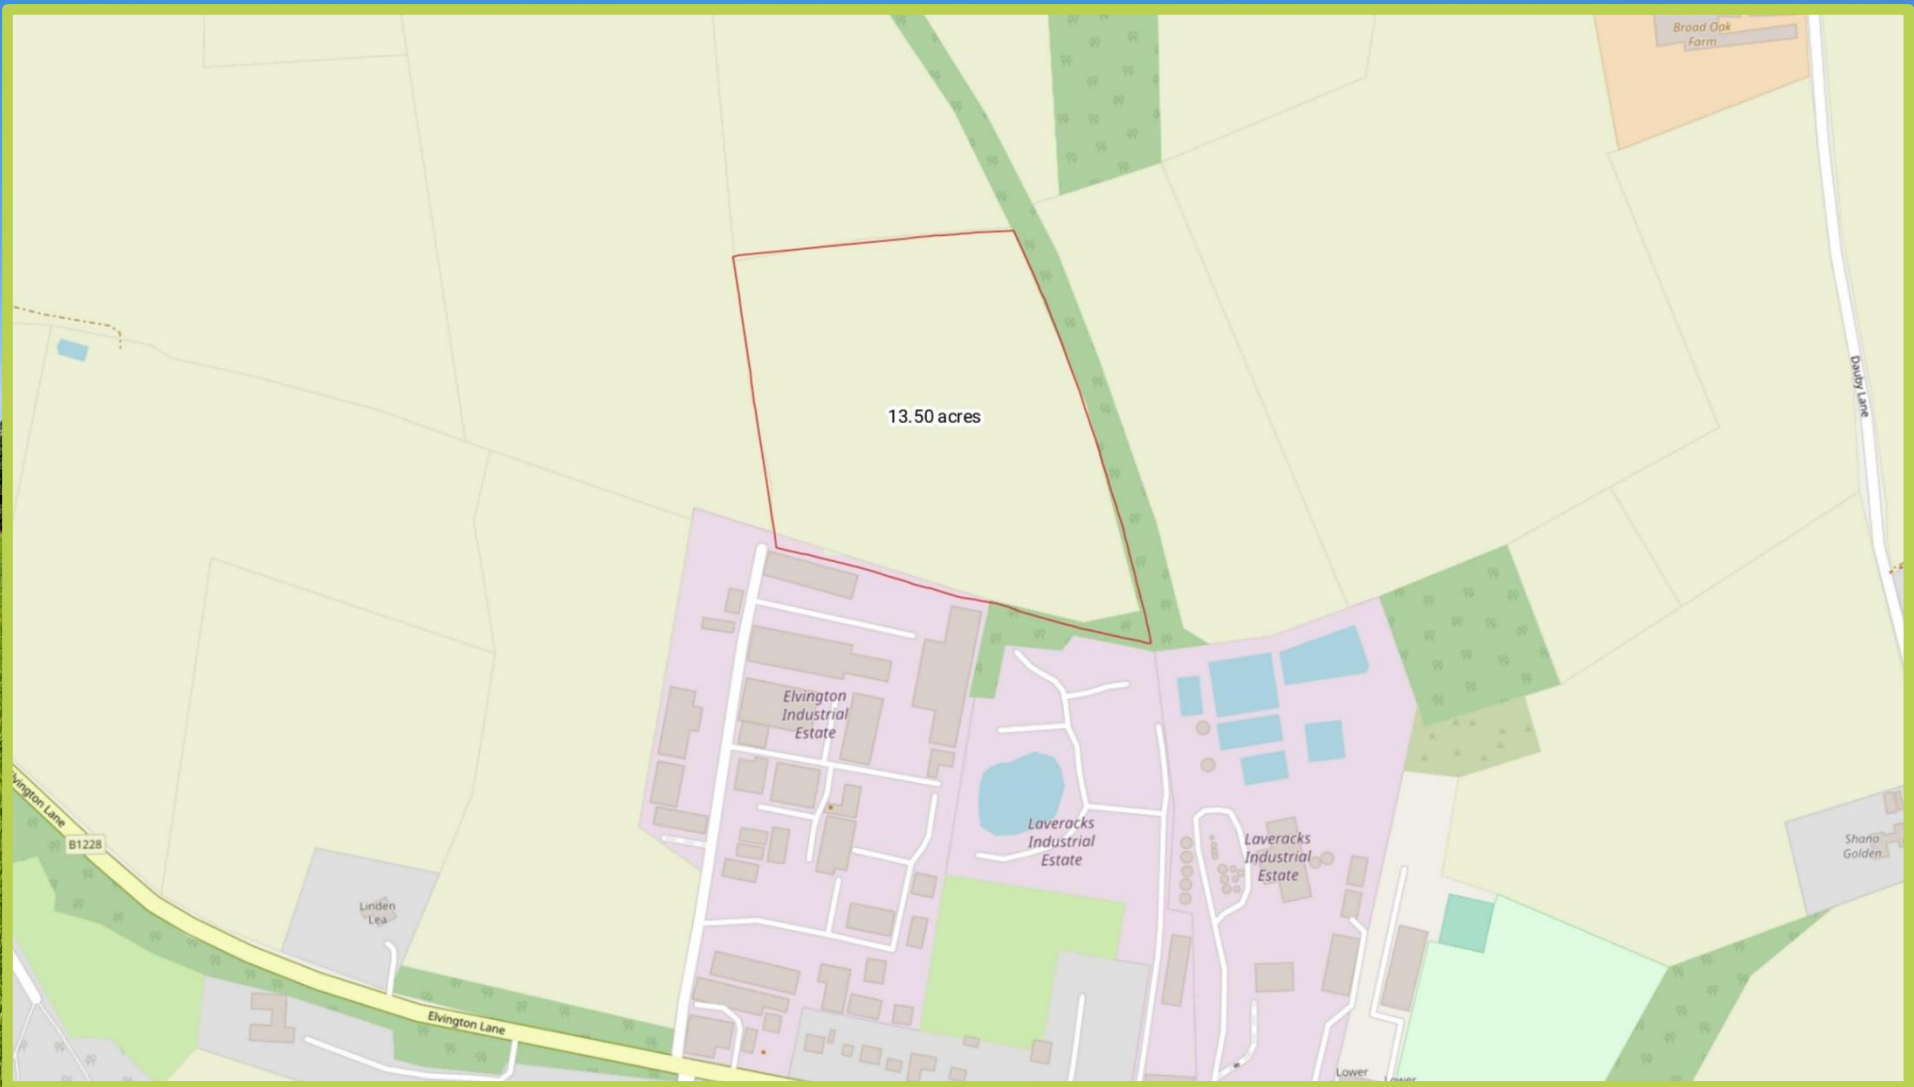 Broad Oak
Farm
Dauby Lane
13.50 acres
Elvington
Industrial
Estate
Elvington Lane
B1228
Laveracks
Industrial
Estate
Laveracks
Industrial
Estate
Shana
Golden
Linden
Lea
Elvington Lane
Lower
Lower